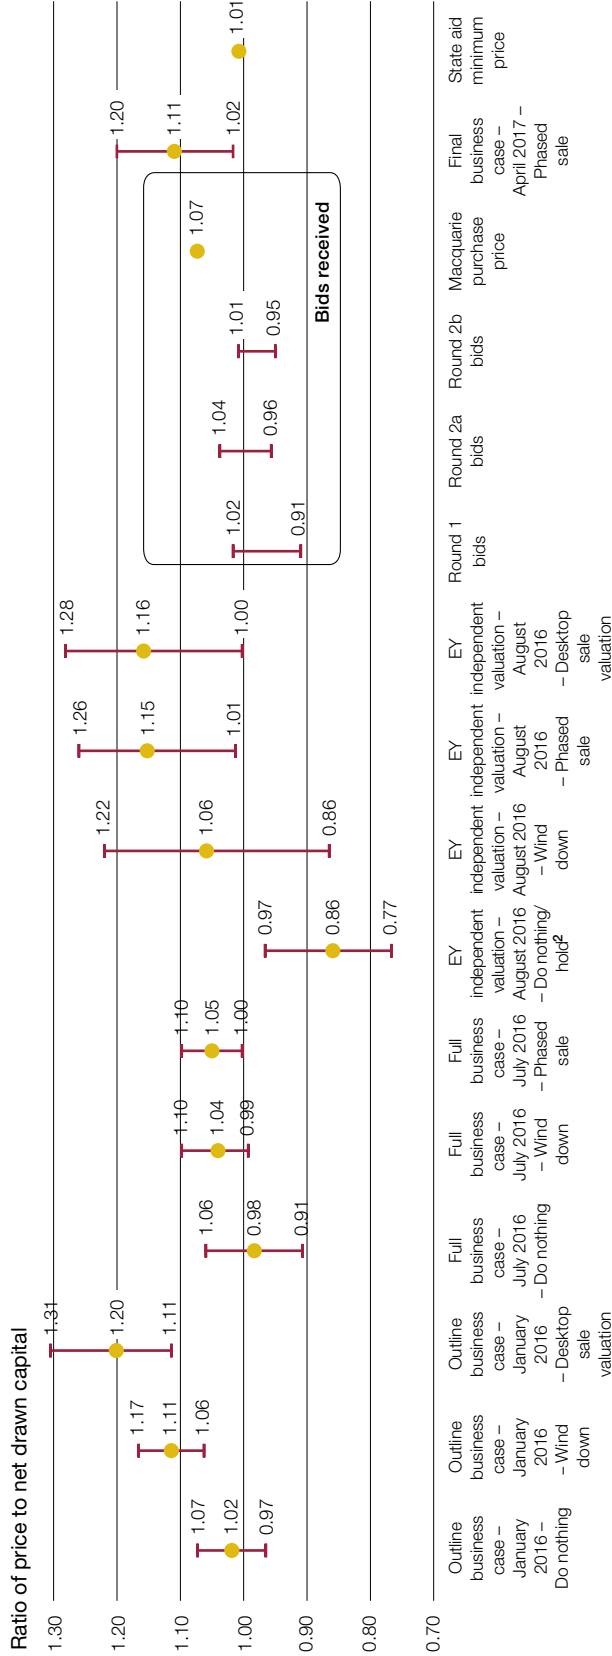 Ratio of price to net drawn capital
1.30
1.20
1.10
1.00
0.90
0.80
0.70
1.07
1.02
0.97
1.17
1.11
1.06
1.31
1.20
1.11
1.06
0.98
0.91
1.10
1.04
0.99
1.10
1.05
1.00
0.97
0.86
0.77
1.22
1.06
0.86
1.26
1.15
1.01
1.28
1.16
1.00
1.02
0.91
1.04
0.96
1.01
0.95
1.07
Bids received
1.20
1.11
1.02
1.01
Outline
business
case –
January
2016 –
Do nothing
Outline
business
case –
January
2016
– Wind
down
Outline
business
case –
January
2016
– Desktop
sale
valuation
Full
business
case –
July 2016
– Do nothing
Full
business
case –
July 2016
– Wind
down
Full
business
case –
July 2016
– Phased
sale
EY
independent
valuation –
August 2016
– Do nothing/
hold²
EY
independent
valuation –
August 2016
– Wind
down
EY
independent
valuation –
August
2016
– Phased
sale
EY
independent
valuation –
August
2016
– Desktop
sale
valuation
Round 1
bids
Round 2a
bids
Round 2b
bids
Macquarie
purchase
price
Final
business
case –
April 2017 –
Phased
sale
State aid
minimum
price